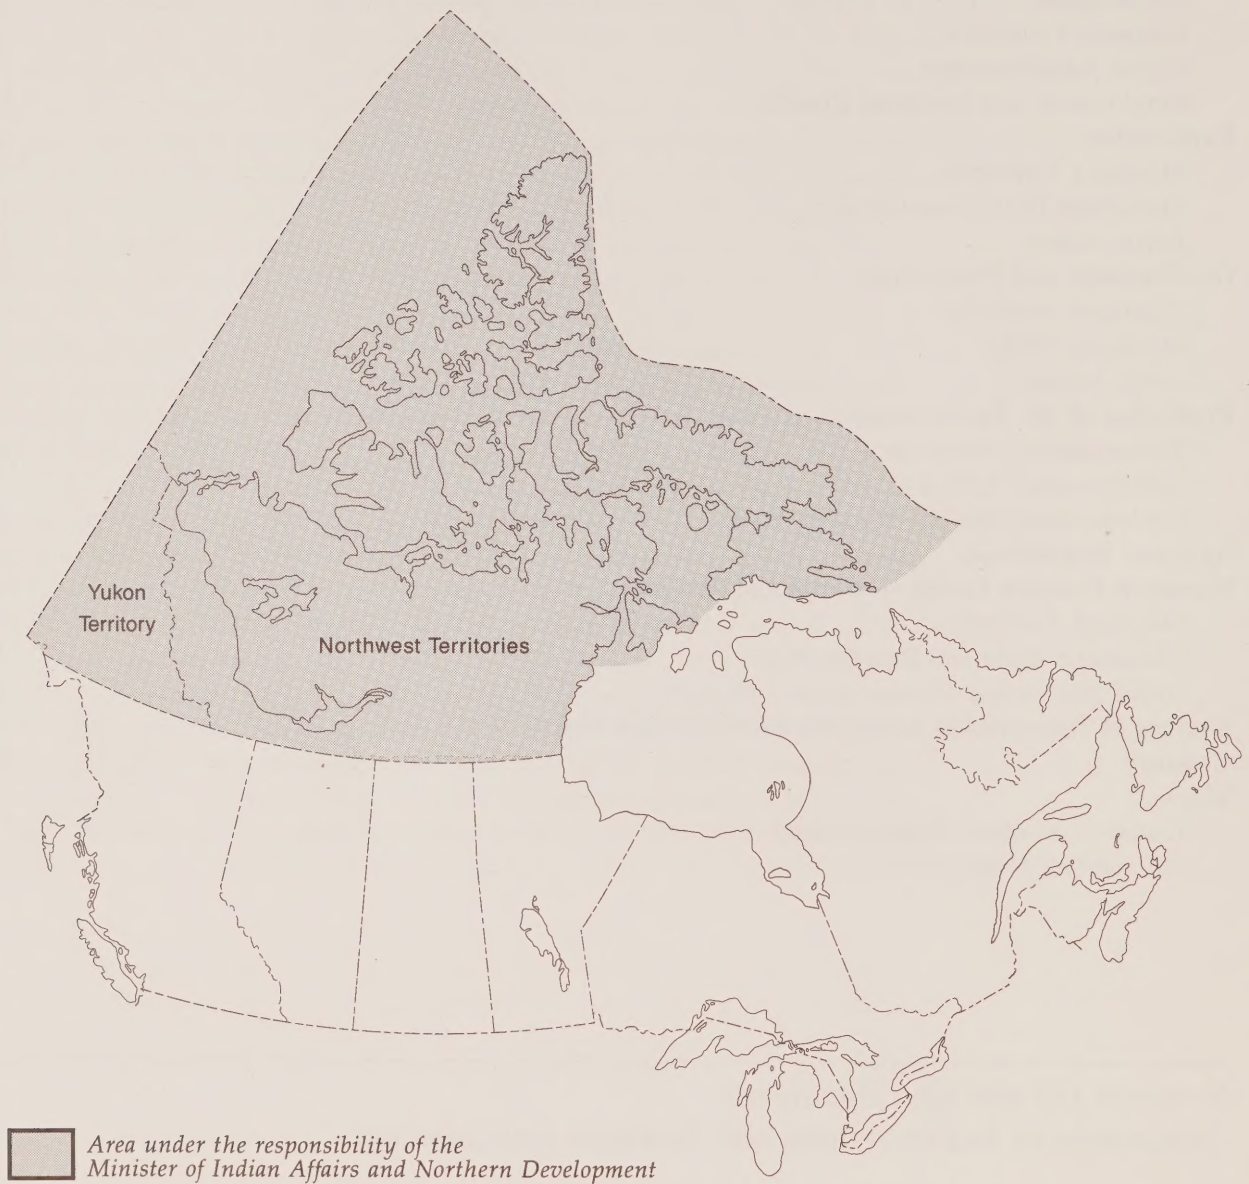 Yukon
Territory
Northwest Territories
Area under the responsibility of the
Minister of Indian Affairs and Northern Development